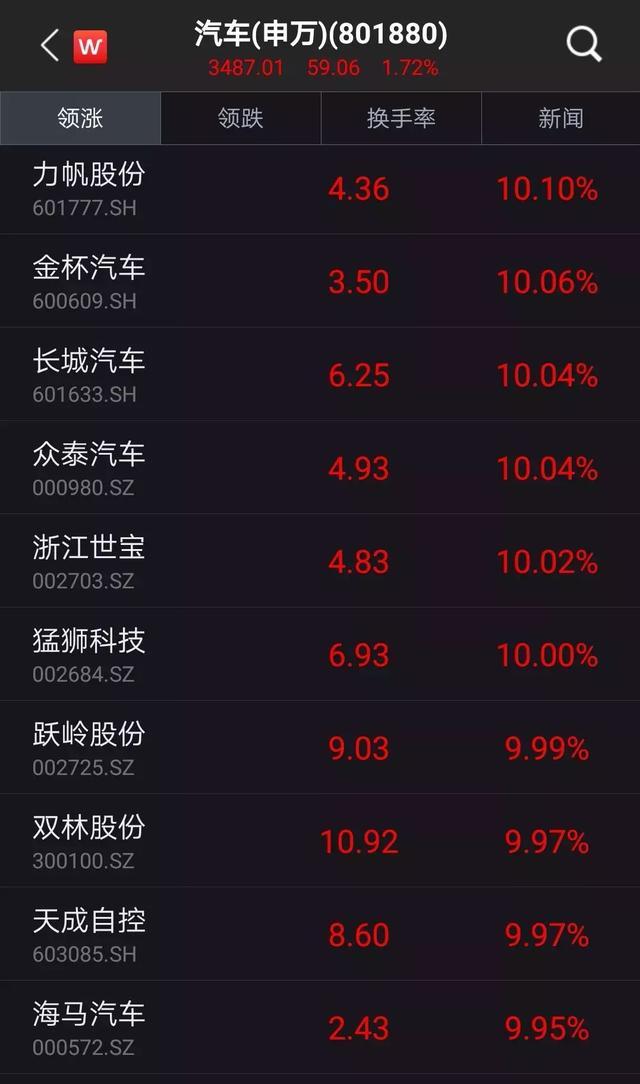 汽车(申万)(801880)
W
3487.01 59.06 1.72%
领涨 领跌 换手率 新闻
力帆股份 4.36 10.10%
601777.SH
金杯汽车 3.50 10.06%
600609.SH
长城汽车 6.25 10.04%
601633.SH
众泰汽车 4.93 10.04%
000980.SZ
浙江世宝 4.83 10.02%
002703.SZ
猛狮科技 6.93 10.00%
002684.SZ
跃岭股份 9.03 9.99%
002725.SZ
双林股份 10.92 9.97%
300100.SZ
天成自控 8.60 9.97%
603085.SH
海马汽车 2.43 9.95%
000572.SZ